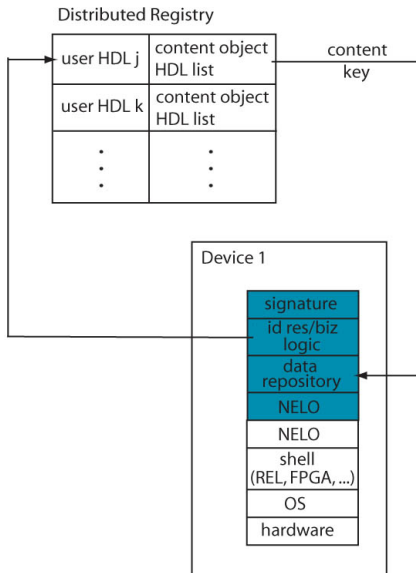 Distributed Registry
user HDL j
content object
HDL list
content
key
user HDL k
content object
HDL list
Device 1
signature
id res/biz
logic
data
repository
NELO
NELO
shell
(REL, FPGA, ...)
OS
hardware